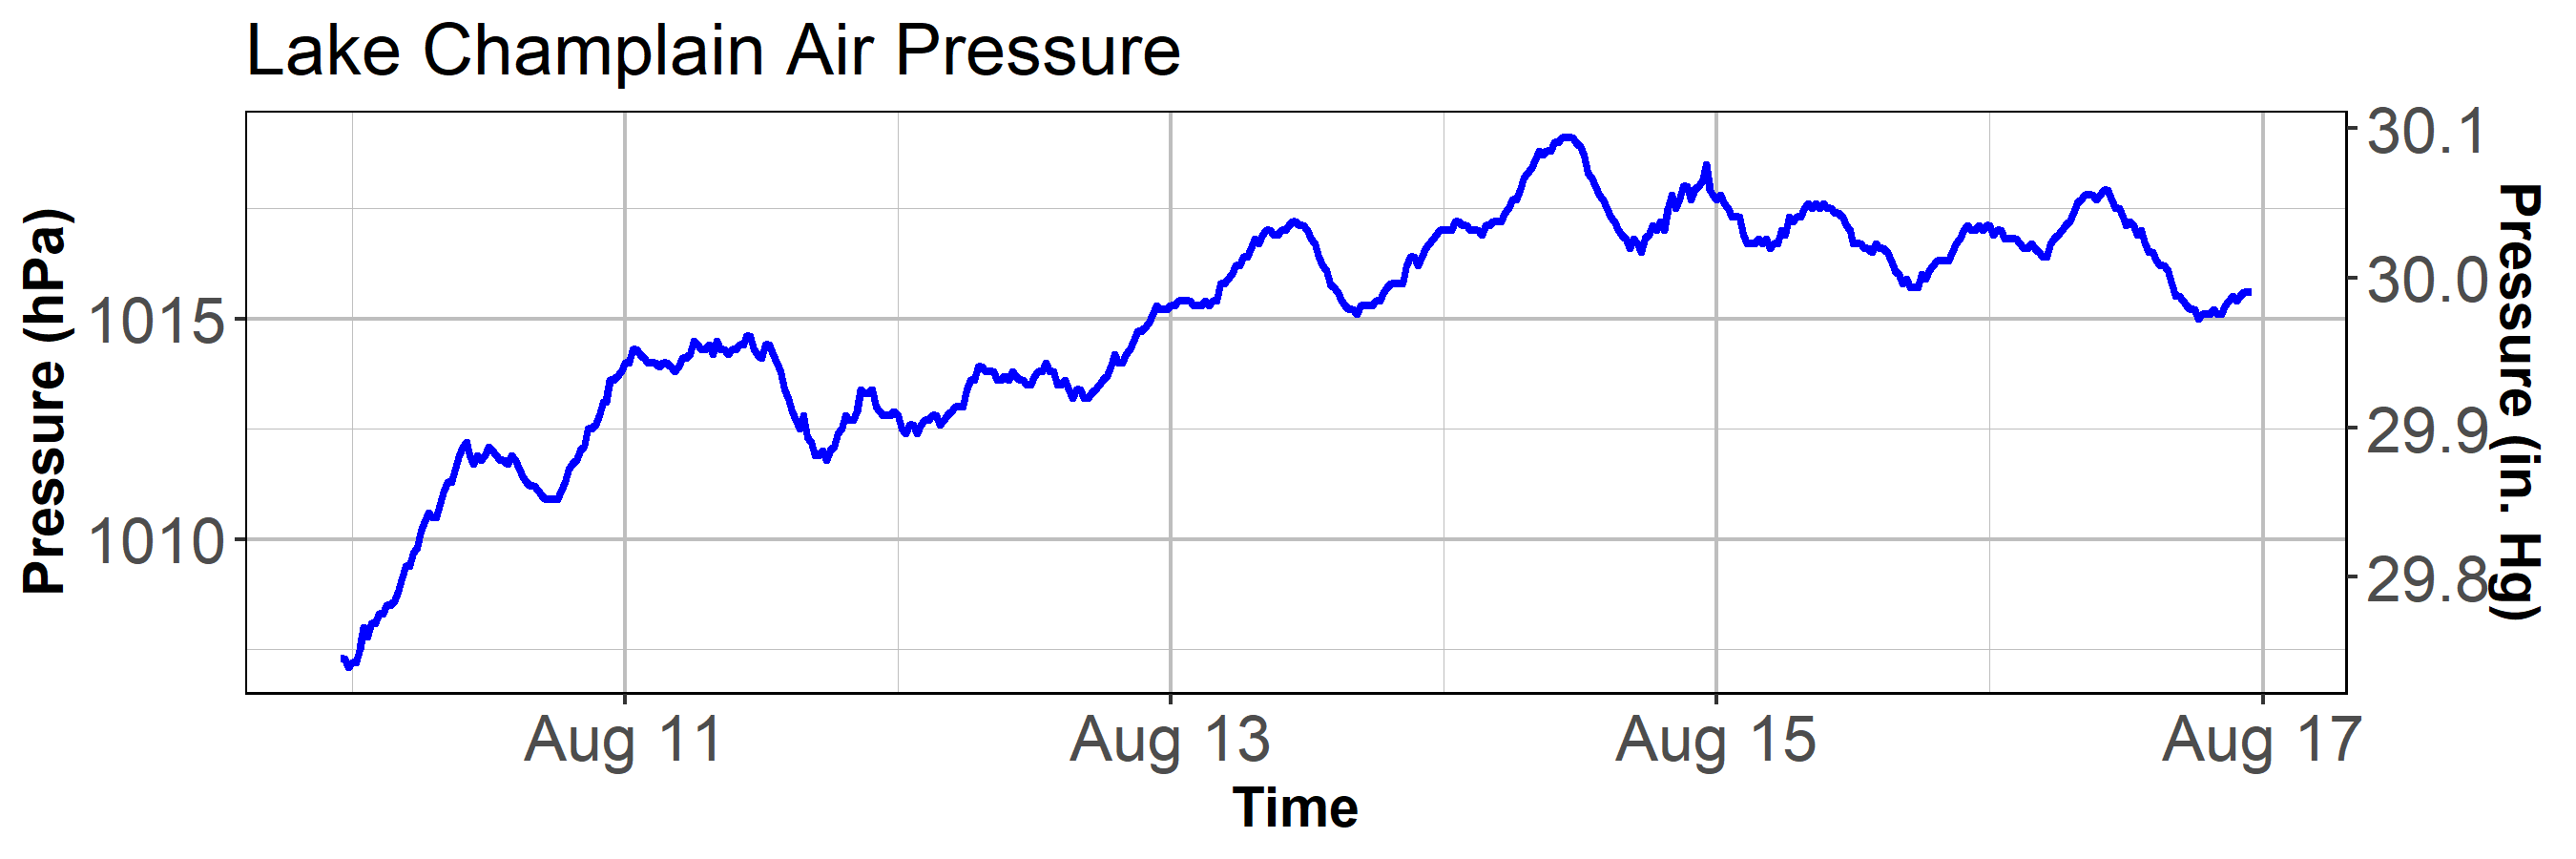 Lake Champlain Air Pressure
Pressure (hPa)
1015
1010
30.1
30.0
29.9
29.8
Pressure (in. Hg)
Aug 11
Aug 13
Aug 15
Aug 17
Time